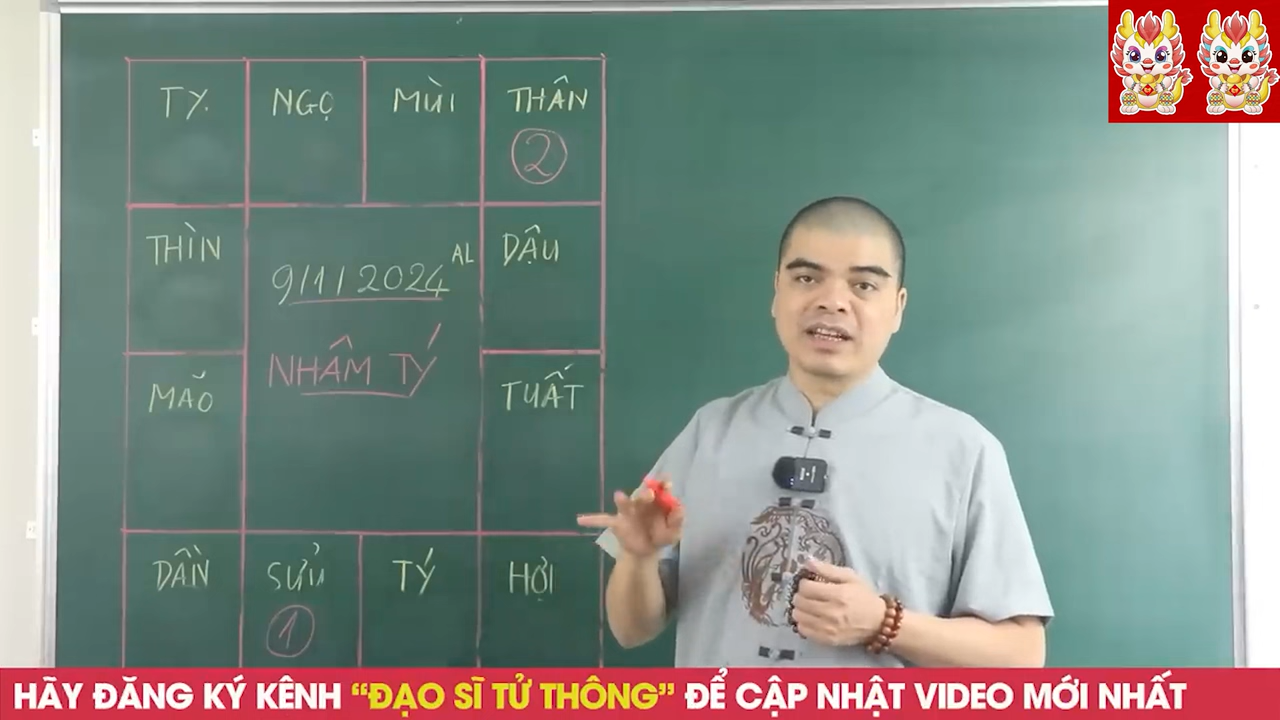 TỴ
NGỌ
MÙI
THÂN
2
THÌN
9/1/2024 AL
DẬU
NHÂM TÝ
MÃO
TUẤT
DẦN
SỬU
TÝ
HỢI
1
HÃY ĐĂNG KÝ KÊNH “ĐẠO SĨ TỬ THÔNG” ĐỂ CẬP NHẬT VIDEO MỚI NHẤT